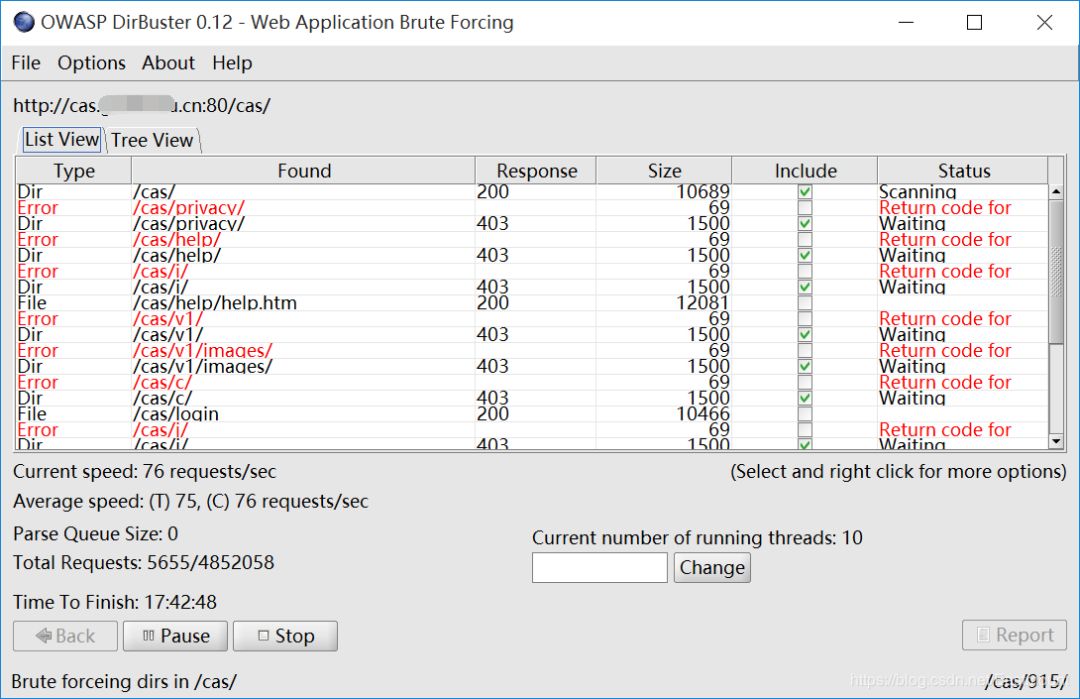 OWASP DirBuster 0.12 - Web Application Brute Forcing
File Options About Help
http://cas. u.cn:80/cas/
List View Tree View
Type Found Response Size Include Status
Dir /cas/ 200 10689 Scanning
Error /cas/privacy/ 69 Return code for
Dir /cas/privacy/ 403 1500 Waiting
Error /cas/help/ 69 Return code for
Dir /cas/help/ 403 1500 Waiting
Error /cas/i/ 69 Return code for
Dir /cas/i/ 403 1500 Waiting
File /cas/help/help.htm 200 12081
Error /cas/v1/ 69 Return code for
Dir /cas/v1/ 403 1500 Waiting
Error /cas/v1/images/ 69 Return code for
Dir /cas/v1/images/ 403 1500 Waiting
Error /cas/c/ 69 Return code for
Dir /cas/c/ 403 1500 Waiting
File /cas/login 200 10466
Error /cas/j/ 69 Return code for
Dir /cas/j/ 403 1500 Waiting
Current speed: 76 requests/sec
(Select and right click for more options)
Average speed: (T) 75, (C) 76 requests/sec
Parse Queue Size: 0
Total Requests: 5655/4852058
Current number of running threads: 10
Change
Time To Finish: 17:42:48
Back Pause Stop
Report
Brute forceing dirs in /cas/
/cas/915/
https://blog.csdn.net/